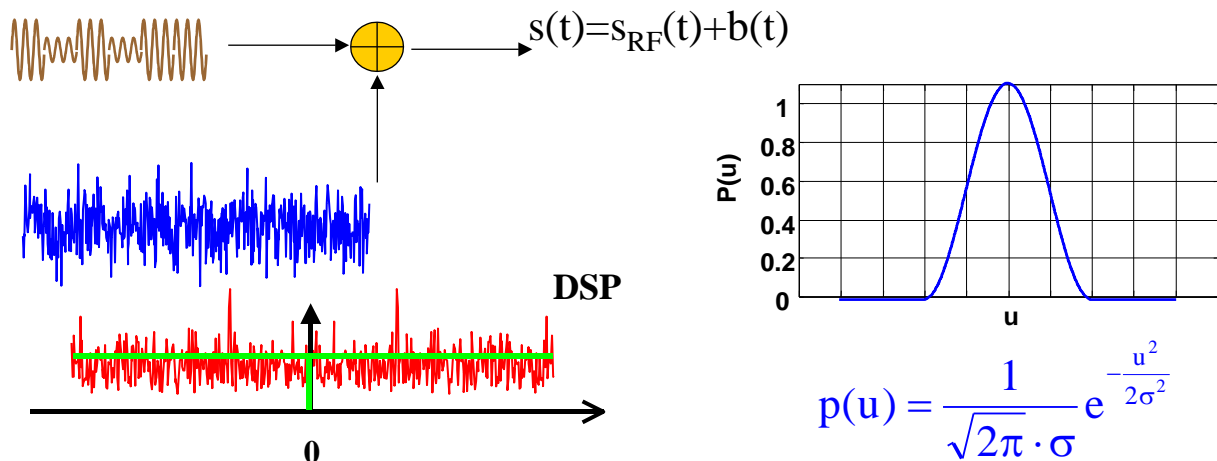 s(t)=s_RF(t)+b(t)
1
0.8
0.6
0.4
0.2
0
P(u)
u
DSP
0
p(u) = 1/(√2π · σ) e^(-u²/2σ²)